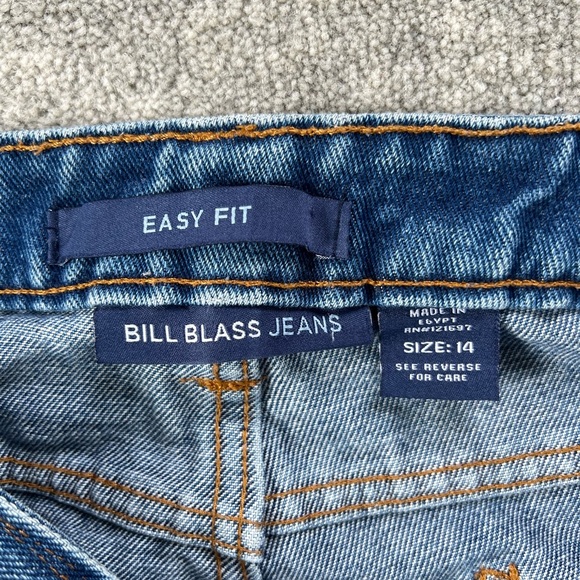 EASY FIT
BILL BLASS JEANS
MADE IN
EGYPT
RN#121697
SIZE: 14
SEE REVERSE
FOR CARE